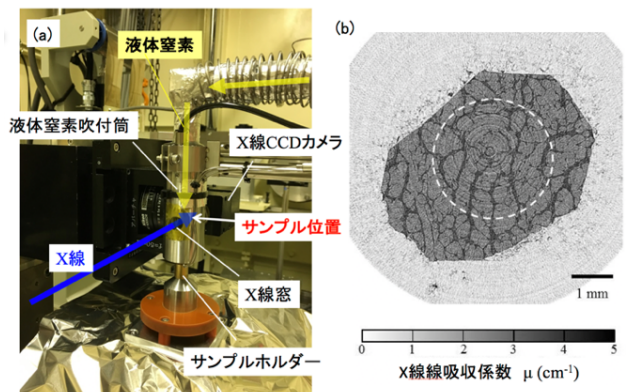 (a)
液体窒素
液体窒素吹付筒
X線CCDカメラ
サンプル位置
X線
X線窓
サンプルホルダー
(b)
1 mm
0 1 2 3 4 5
X線線吸収係数 μ (cm⁻¹)